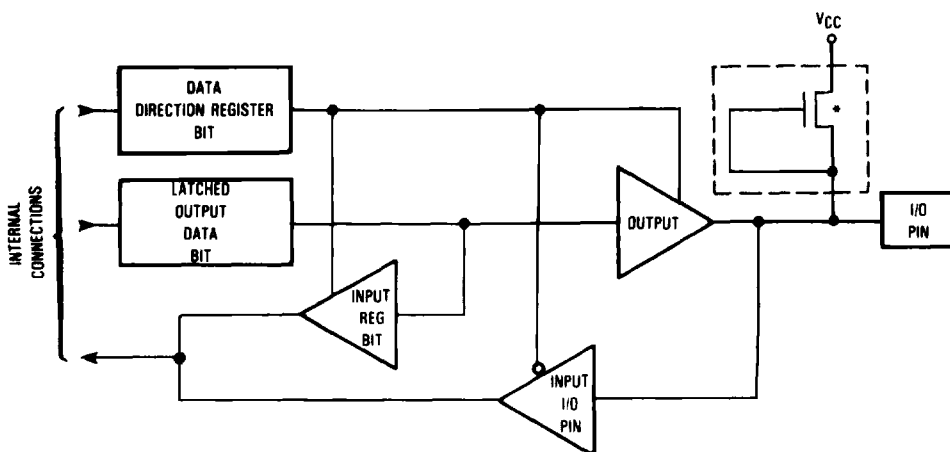 VCC
DATA
DIRECTION REGISTER
BIT
*
LATCHED
OUTPUT
DATA
BIT
INTERNAL
CONNECTIONS
OUTPUT
I/O
PIN
INPUT
REG
BIT
INPUT
I/O
PIN